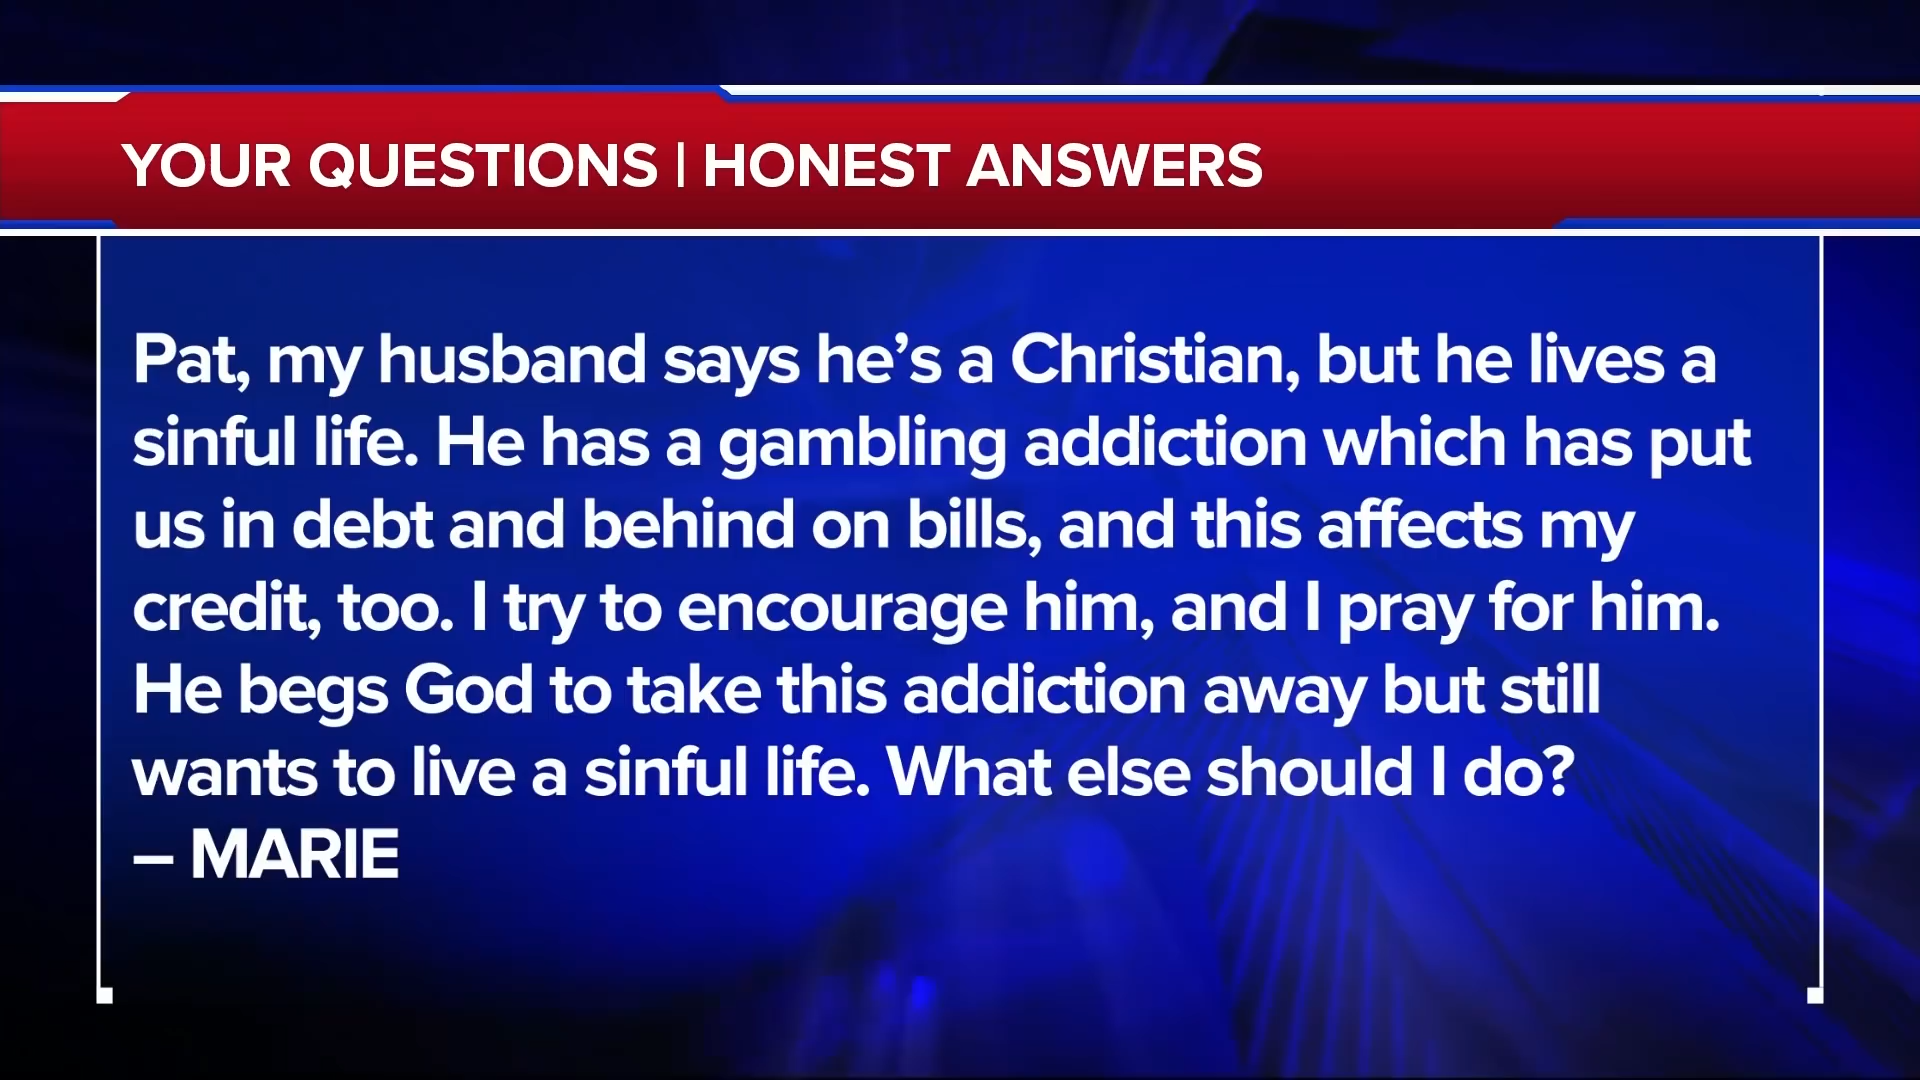 YOUR QUESTIONS | HONEST ANSWERS
Pat, my husband says he’s a Christian, but he lives a
sinful life. He has a gambling addiction which has put
us in debt and behind on bills, and this affects my
credit, too. I try to encourage him, and I pray for him.
He begs God to take this addiction away but still
wants to live a sinful life. What else should I do?
– MARIE